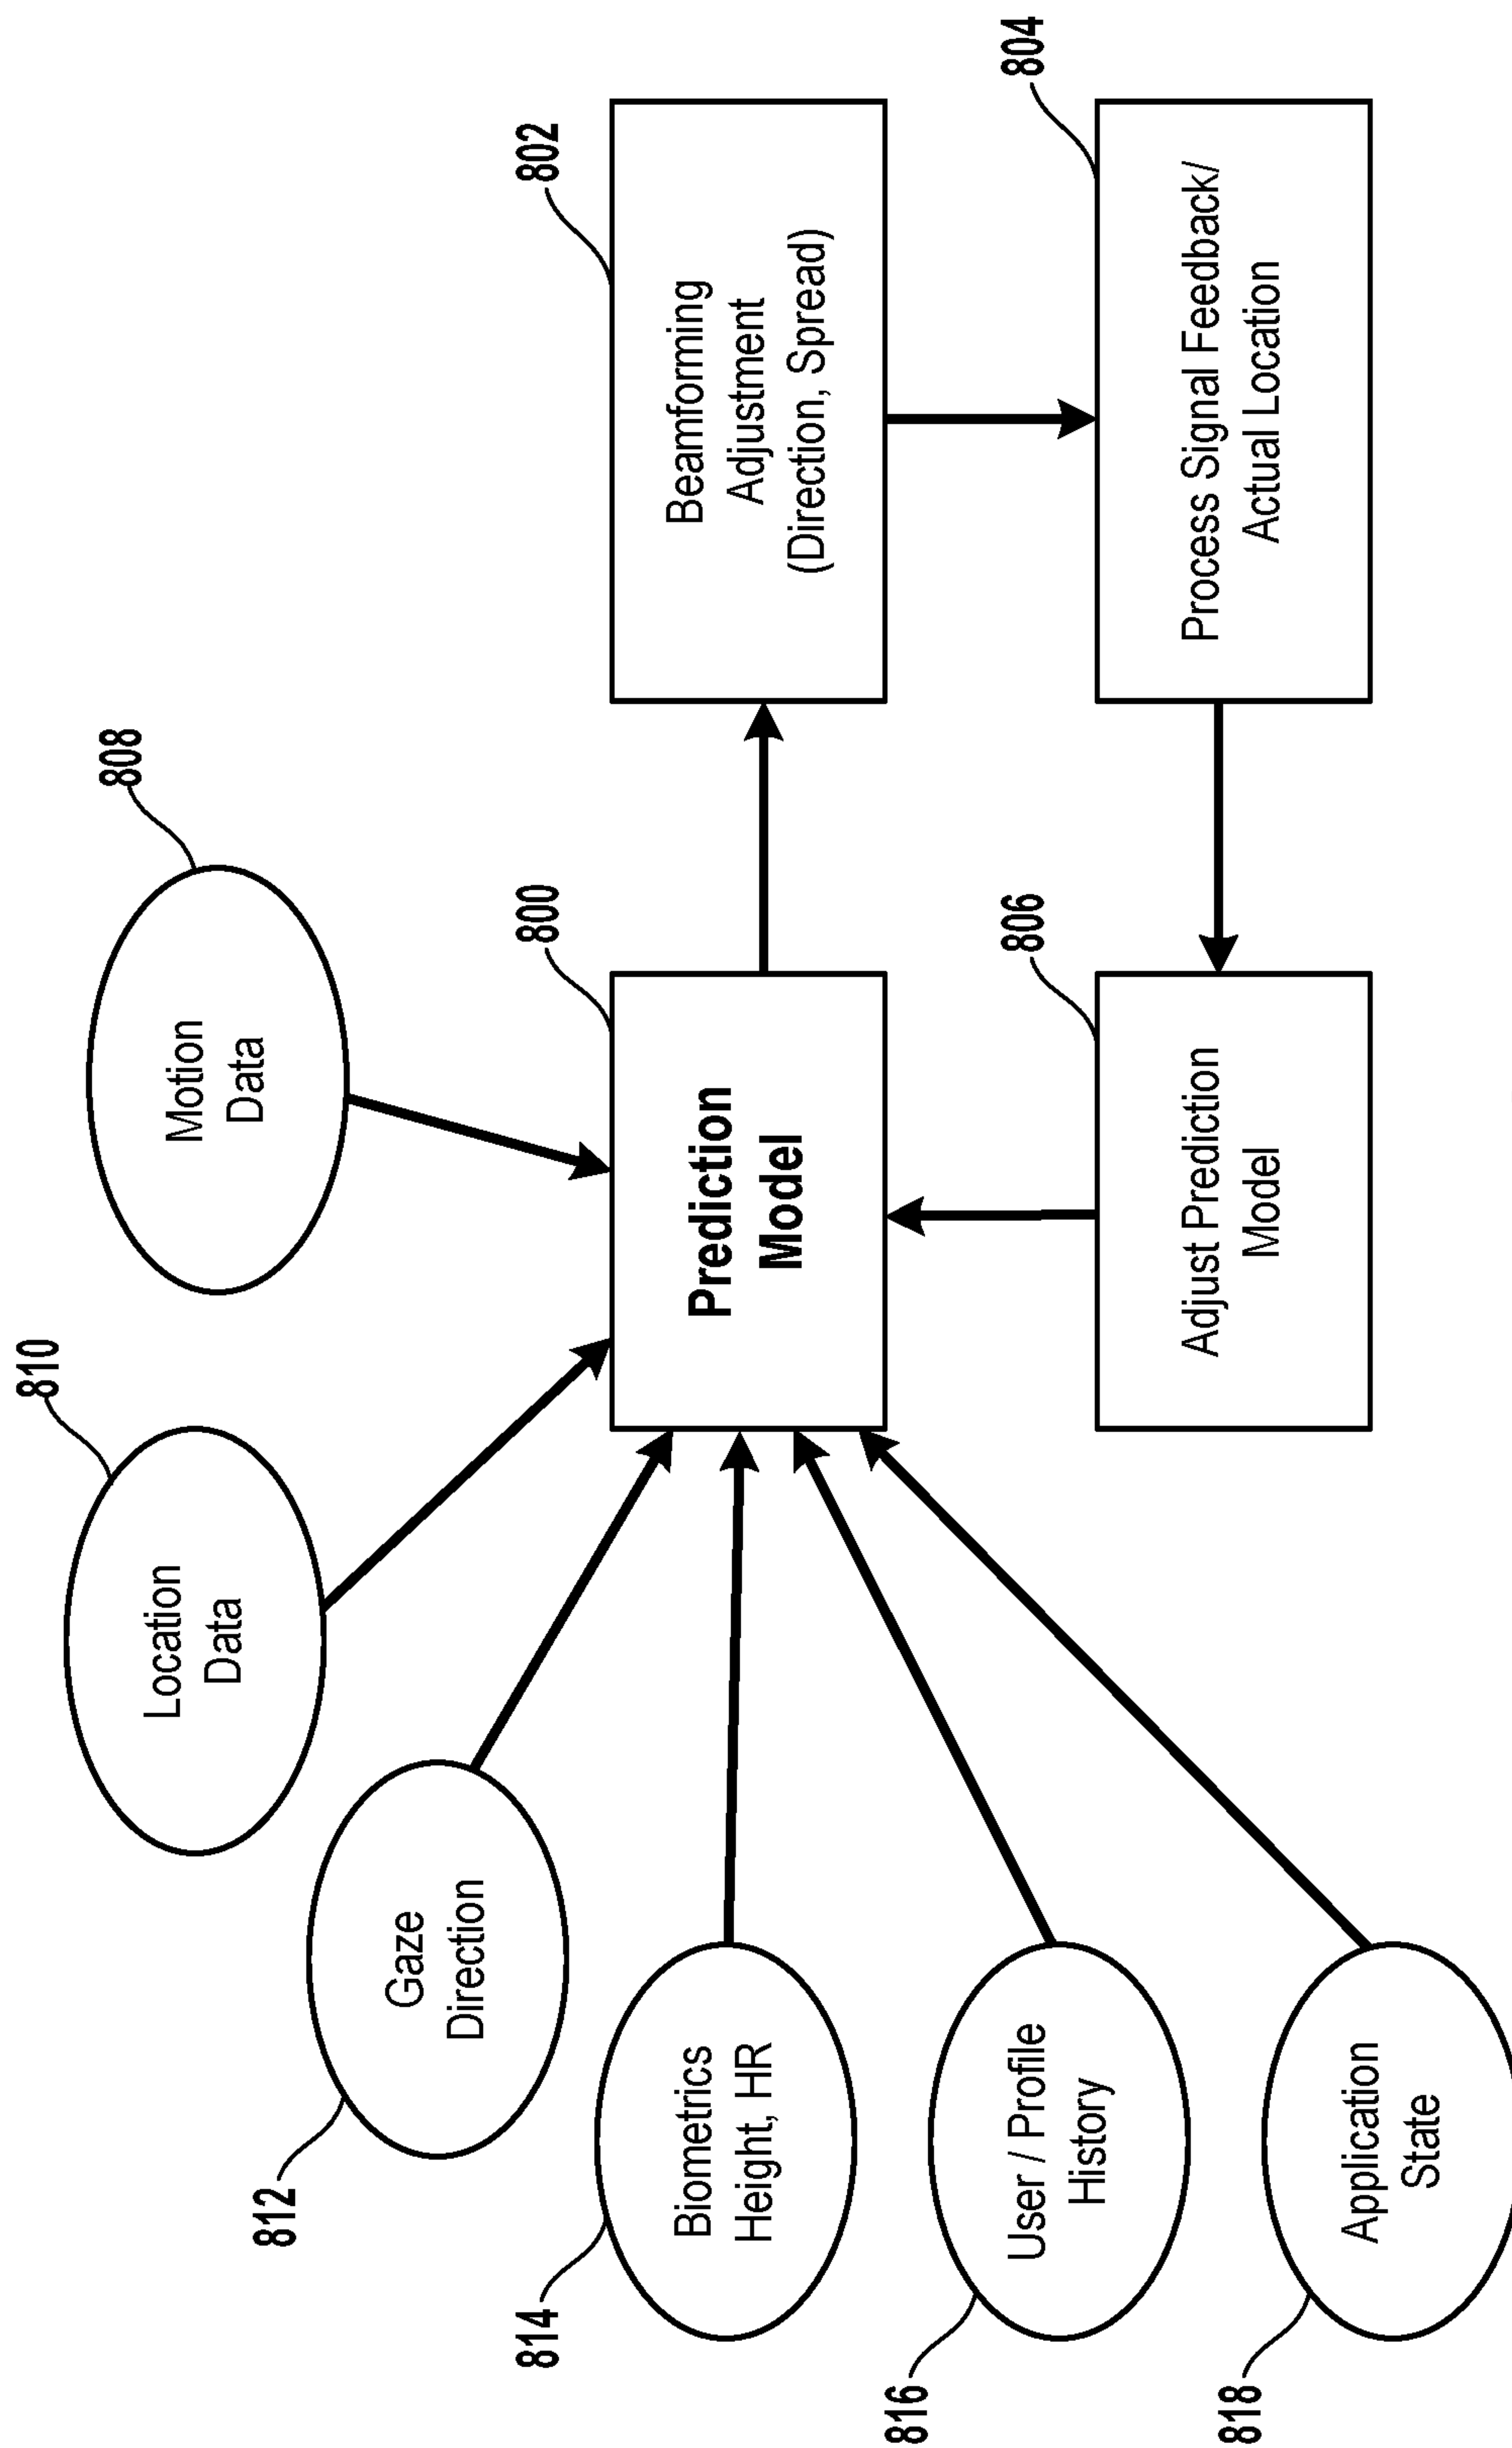 810
Location
Data
808
Motion
Data
812
Gaze
Direction
800
Prediction
Model
802
Beamforming
Adjustment
(Direction, Spread)
814
Biometrics
Height, HR
816
User / Profile
History
806
Adjust Prediction
Model
804
Process Signal Feedback/
Actual Location
818
Application
State